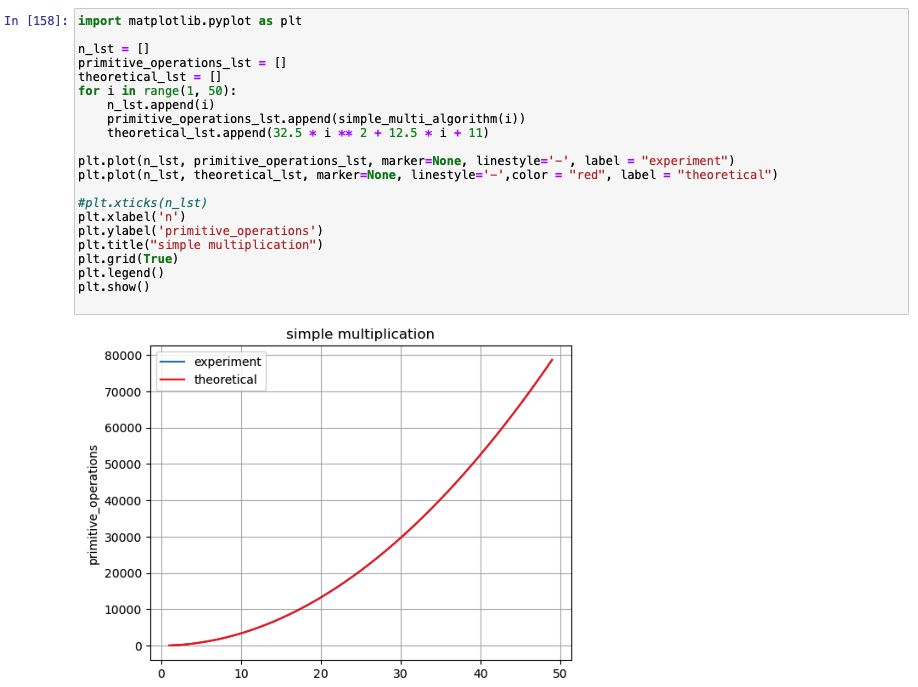 In [158]: import matplotlib.pyplot as plt
n_lst = []
primitive_operations_lst = []
theoretical_lst = []
for i in range(1, 50):
    n_lst.append(i)
    primitive_operations_lst.append(simple_multi_algorithm(i))
    theoretical_lst.append(32.5 * i ** 2 + 12.5 * i + 11)
plt.plot(n_lst, primitive_operations_lst, marker=None, linestyle='-', label = "experiment")
plt.plot(n_lst, theoretical_lst, marker=None, linestyle='-',color = "red", label = "theoretical")
#plt.xticks(n_lst)
plt.xlabel('n')
plt.ylabel('primitive_operations')
plt.title("simple multiplication")
plt.grid(True)
plt.legend()
plt.show()
simple multiplication
experiment
theoretical
primitive_operations
80000
70000
60000
50000
40000
30000
20000
10000
0
0 10 20 30 40 50